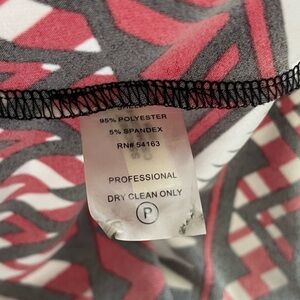 95% POLYESTER
5% SPANDEX
RN# 54163
PROFESSIONAL
DRY CLEAN ONLY
P